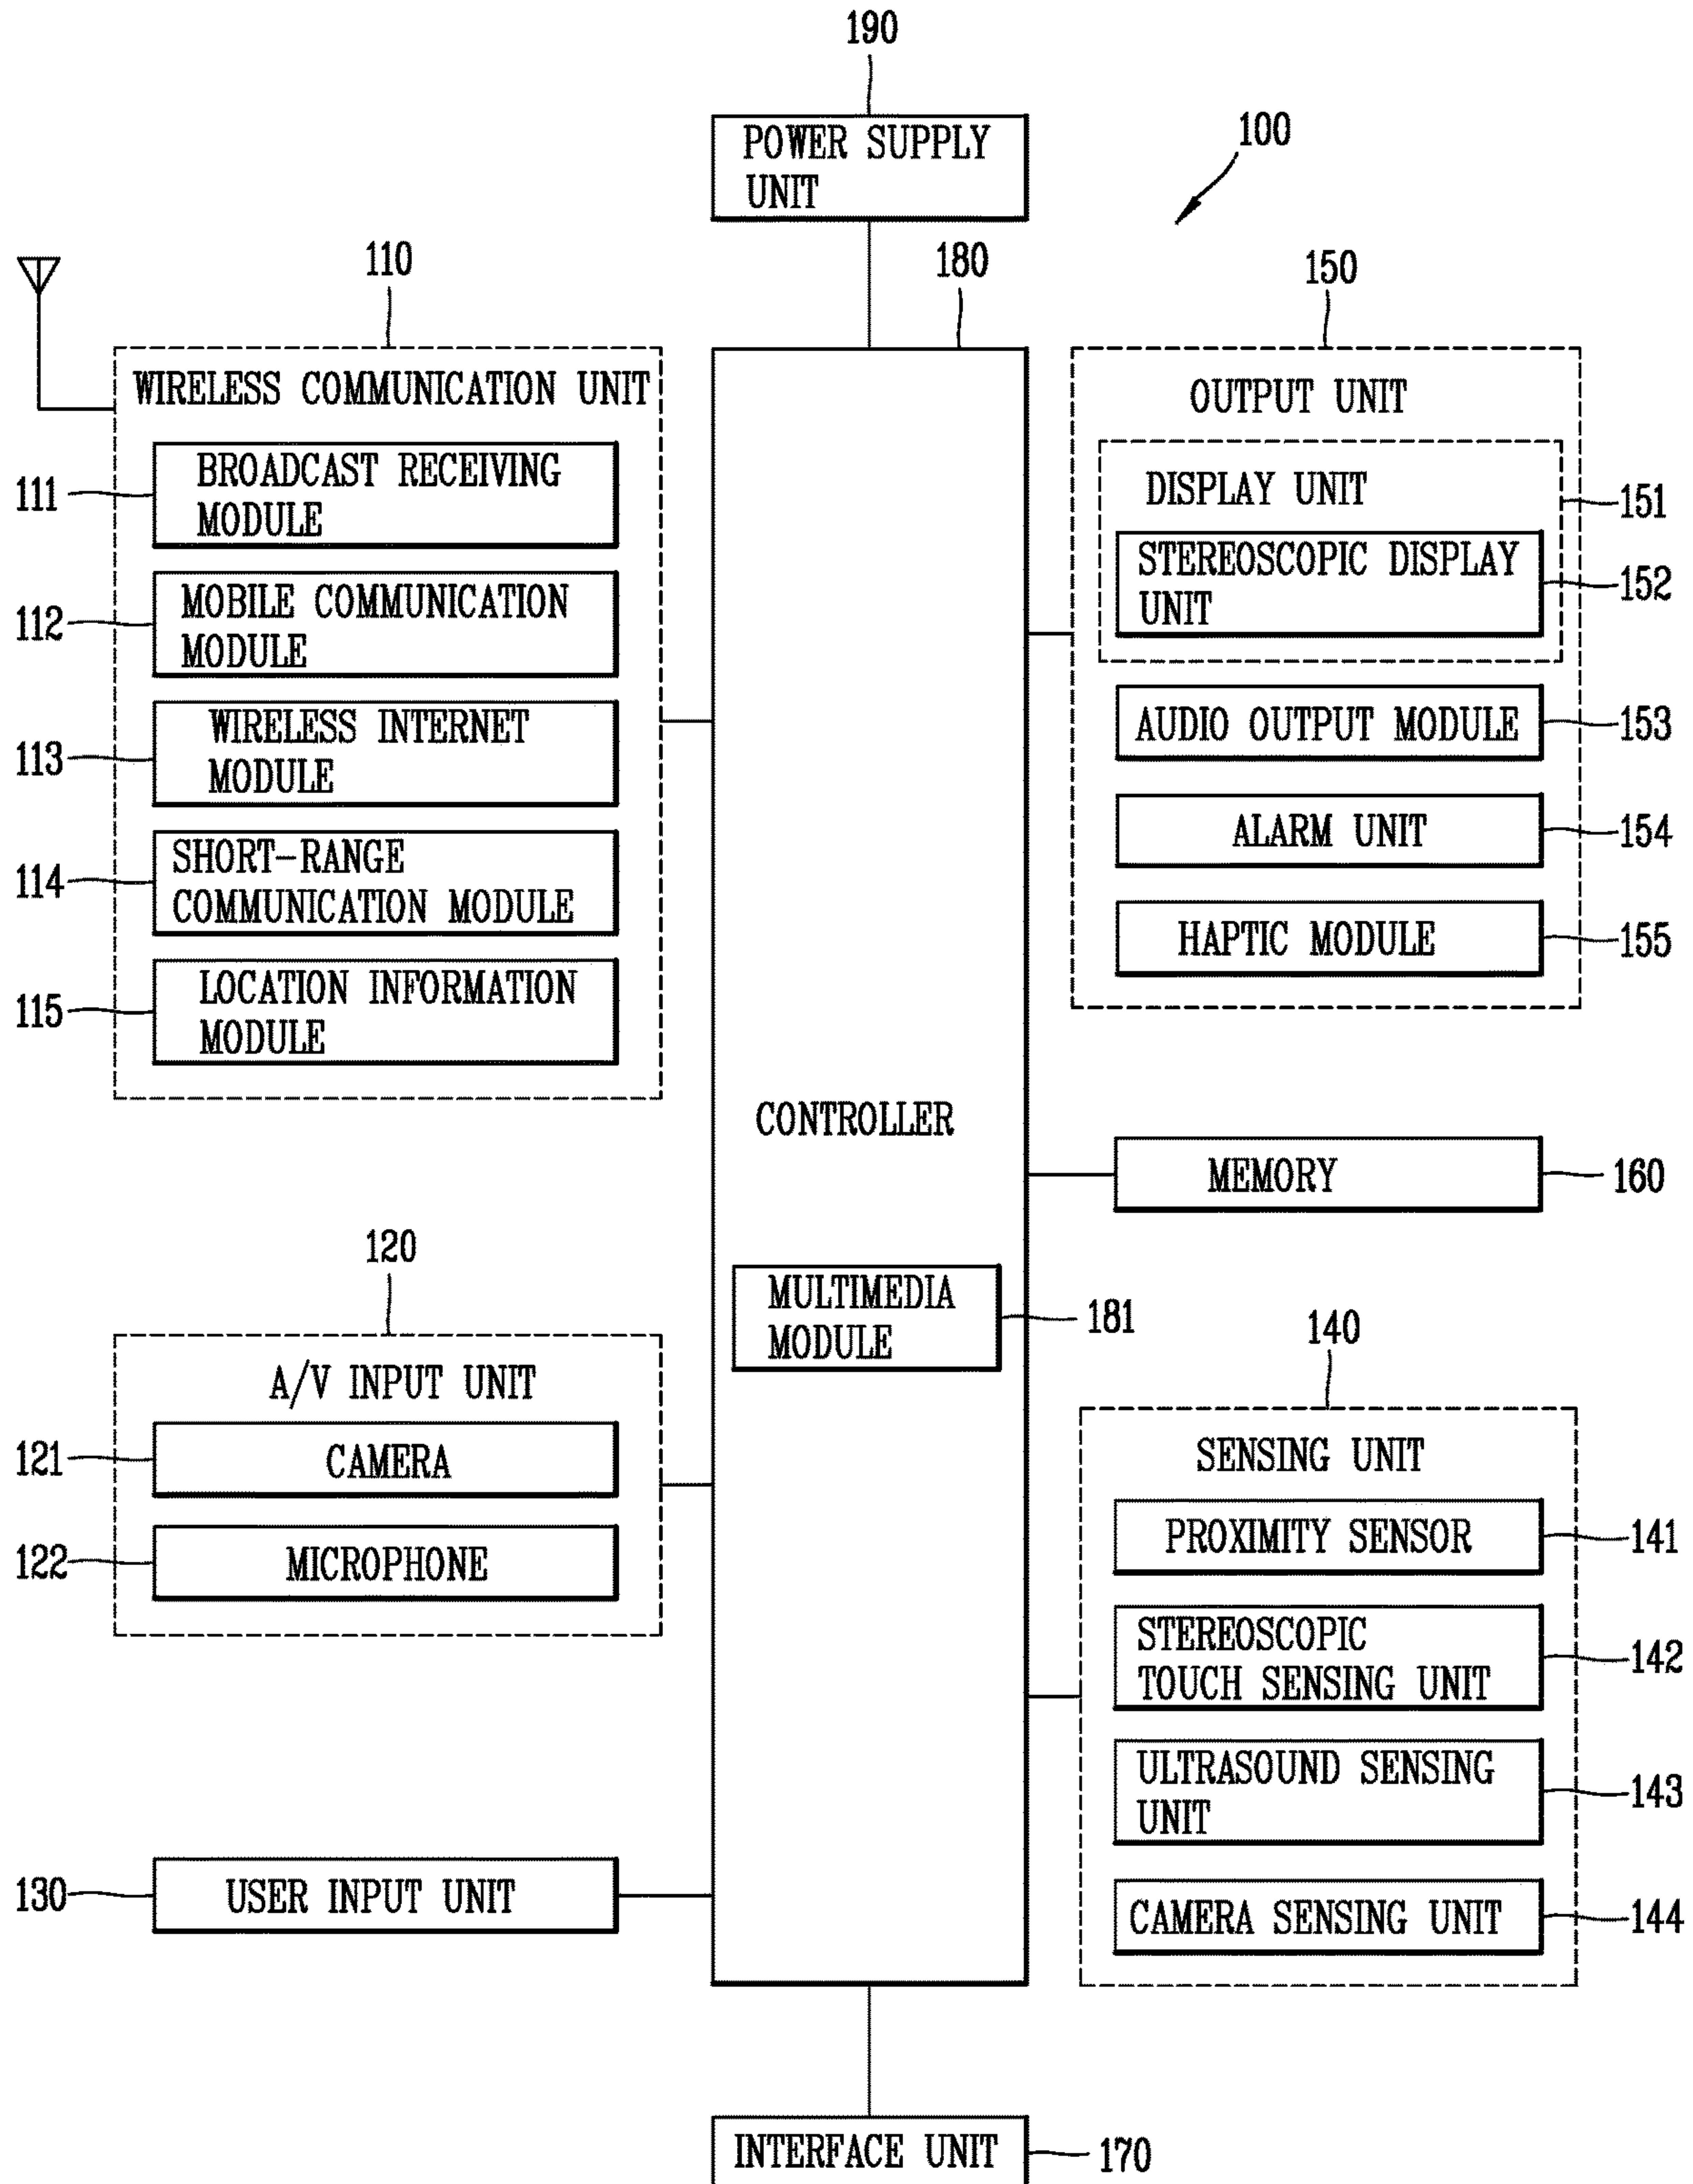 190
POWER SUPPLY
UNIT
100
110
180
150
WIRELESS COMMUNICATION UNIT
111
BROADCAST RECEIVING
MODULE
112
MOBILE COMMUNICATION
MODULE
113
WIRELESS INTERNET
MODULE
114
SHORT-RANGE
COMMUNICATION MODULE
115
LOCATION INFORMATION
MODULE
OUTPUT UNIT
DISPLAY UNIT
151
STEREOSCOPIC DISPLAY
UNIT
152
AUDIO OUTPUT MODULE
153
ALARM UNIT
154
HAPTIC MODULE
155
CONTROLLER
MEMORY
160
MULTIMEDIA
MODULE
181
120
A/V INPUT UNIT
121
CAMERA
122
MICROPHONE
140
SENSING UNIT
PROXIMITY SENSOR
141
STEREOSCOPIC
TOUCH SENSING UNIT
142
ULTRASOUND SENSING
UNIT
143
CAMERA SENSING UNIT
144
130
USER INPUT UNIT
INTERFACE UNIT
170